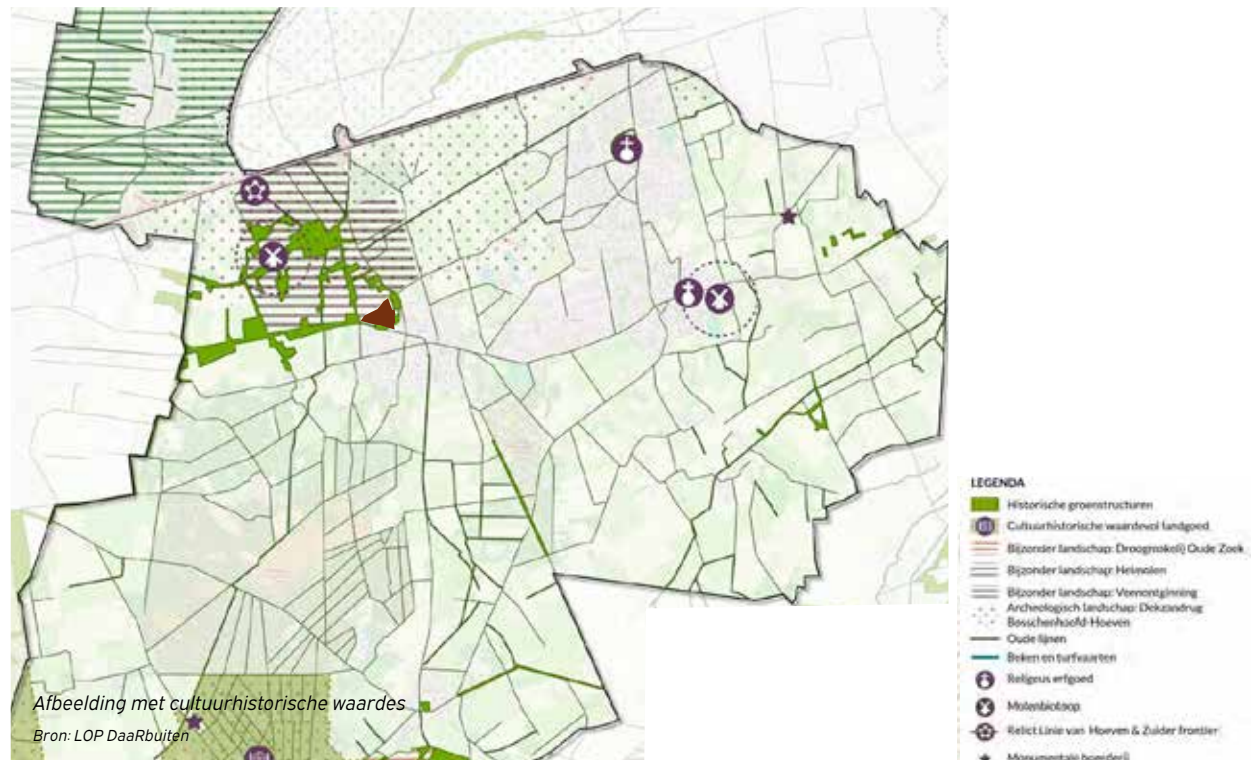 Afbeelding met cultuurhistorische waardes
Bron: LOP DaaRbuiten
LEGENDA
Historische groenstructuren
Cultuurhistorische waardevol landgoed
Bijzonder landschap: Droogmakerij Oude Zoek
Bijzonder landschap: Heimolen
Bijzonder landschap: Veenontginning
Archeologisch landschap: Dekzandrug
Bosschenhoofd-Hoeven
Oude lijnen
Beken en turfvaarten
Religeus erfgoed
Molenbiotoop
Relict Linie van Hoeven & Zuider frontier
Monumentale boerderij